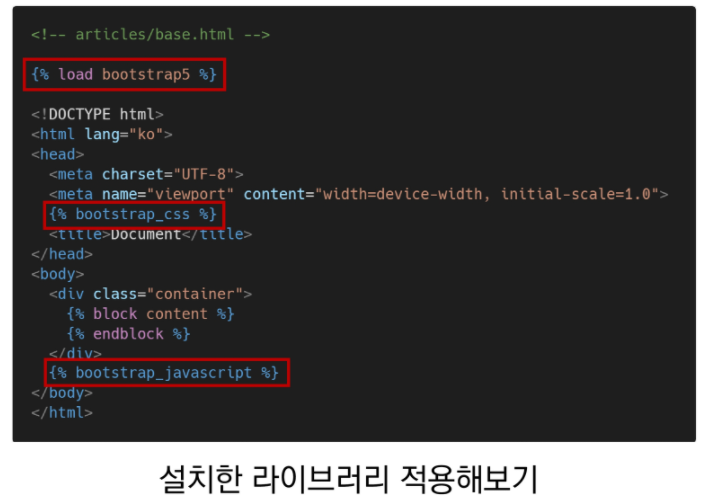 <!-- articles/base.html -->
{% load bootstrap5 %}
<!DOCTYPE html>
<html lang="ko">
<head>
<meta charset="UTF-8">
<meta name="viewport" content="width=device-width, initial-scale=1.0">
{% bootstrap_css %}
<title>Document</title>
</head>
<body>
<div class="container">
{% block content %}
{% endblock %}
</div>
{% bootstrap_javascript %}
</body>
</html>
설치한 라이브러리 적용해보기